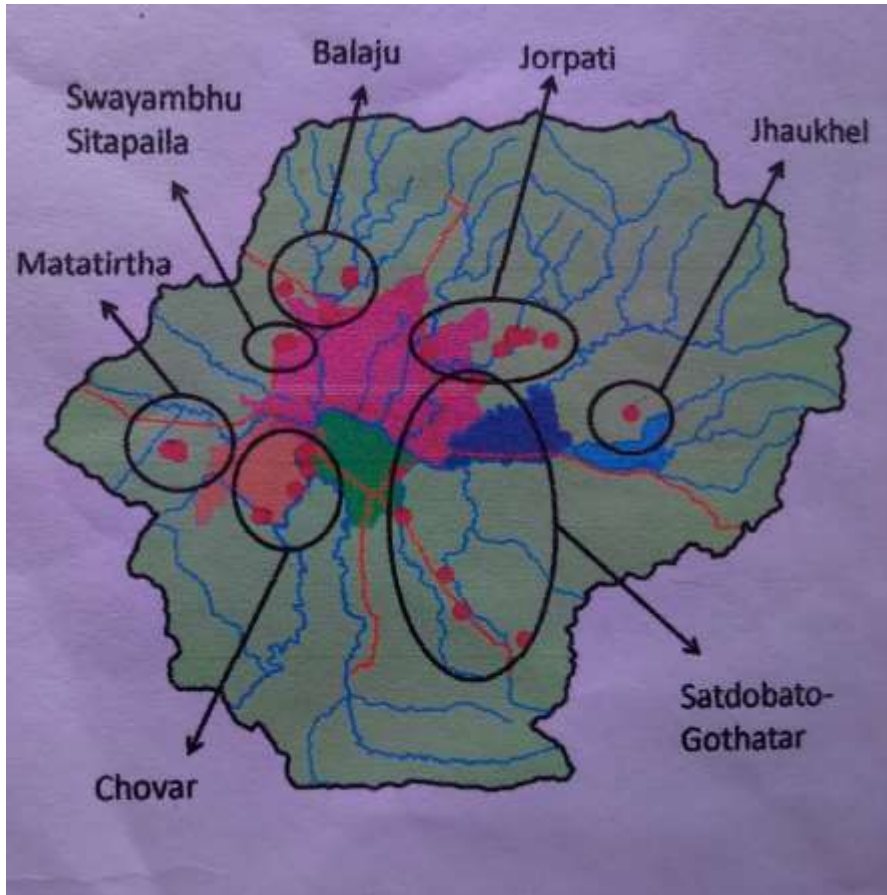 Balaju
Jorpati
Swayambhu
Sitapaila
Jhaukhel
Matatirtha
Satdobato-
Gothatar
Chovar